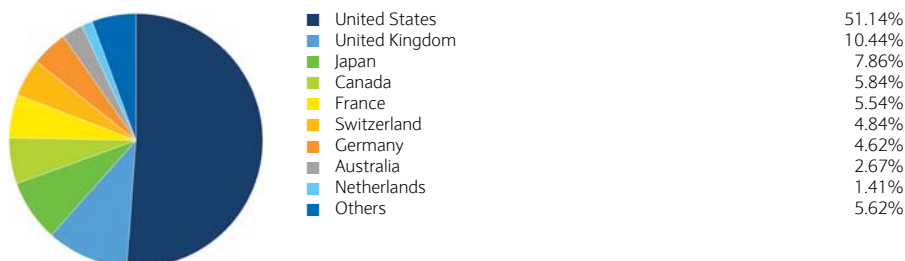 United States 51.14%
United Kingdom 10.44%
Japan 7.86%
Canada 5.84%
France 5.54%
Switzerland 4.84%
Germany 4.62%
Australia 2.67%
Netherlands 1.41%
Others 5.62%